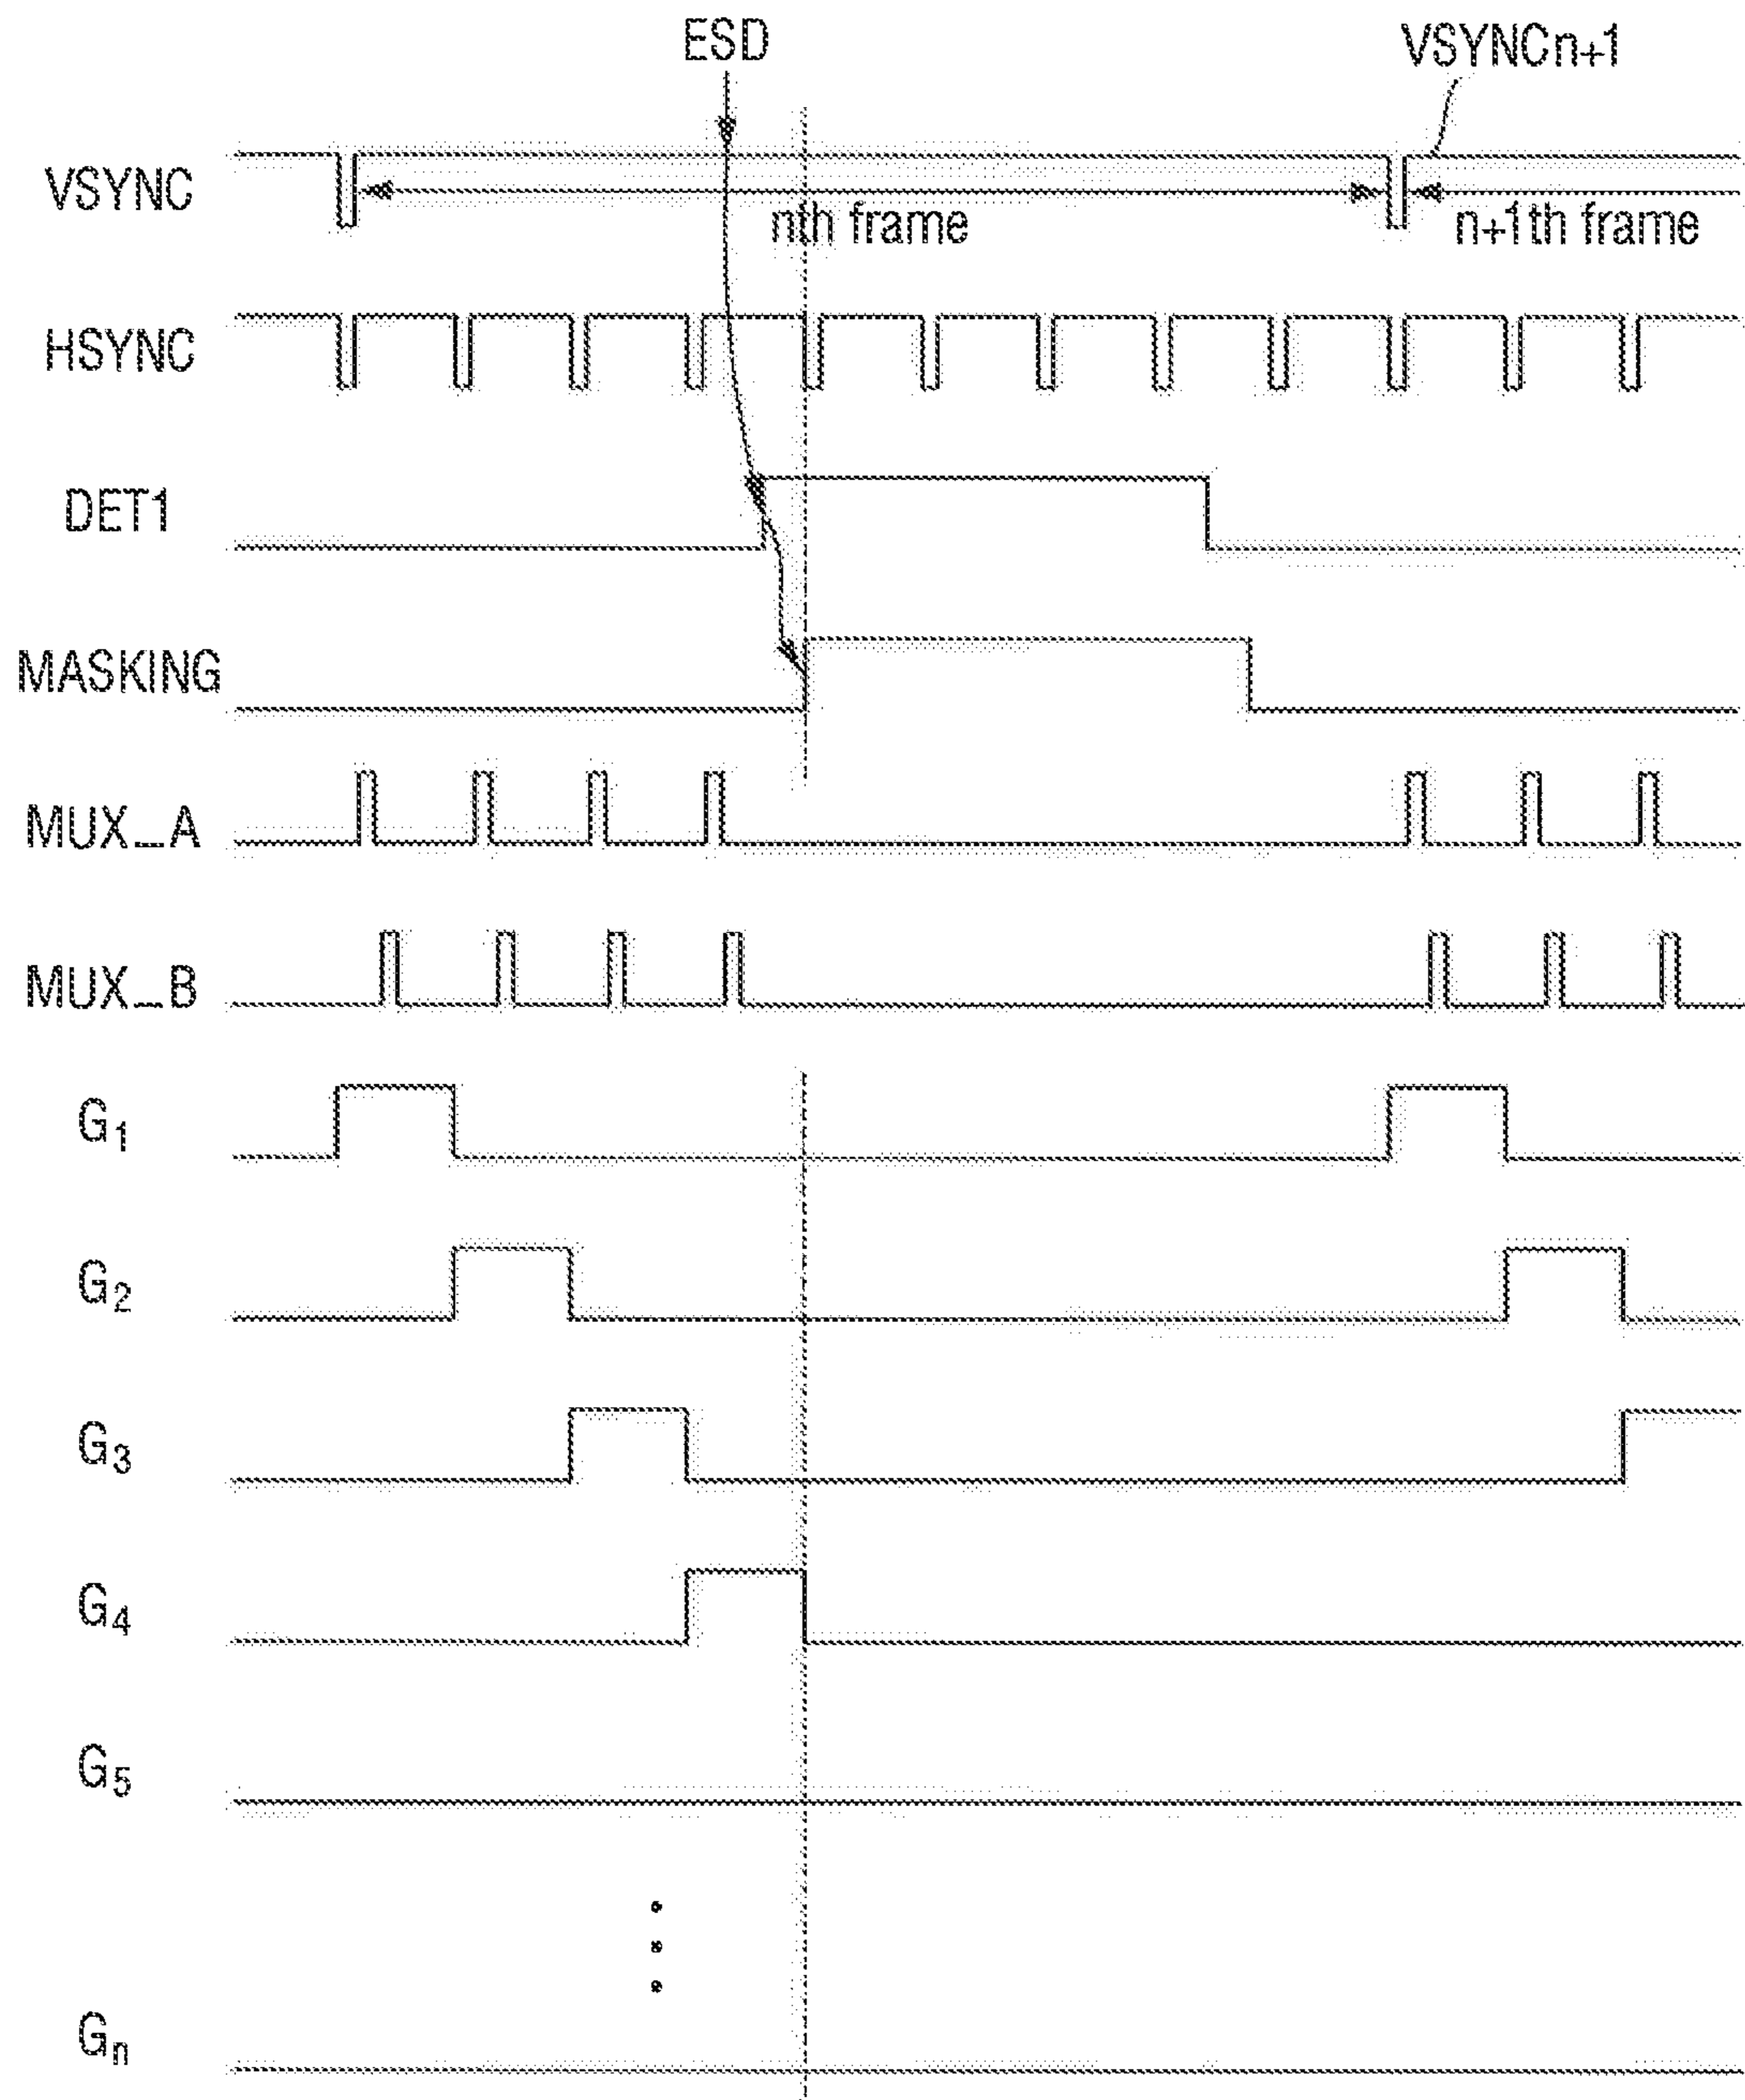 ESD
VSYNCn+1
VSYNC
nth frame
n+1th frame
HSYNC
DET1
MASKING
MUX_A
MUX_B
G1
G2
G3
G4
G5
Gn